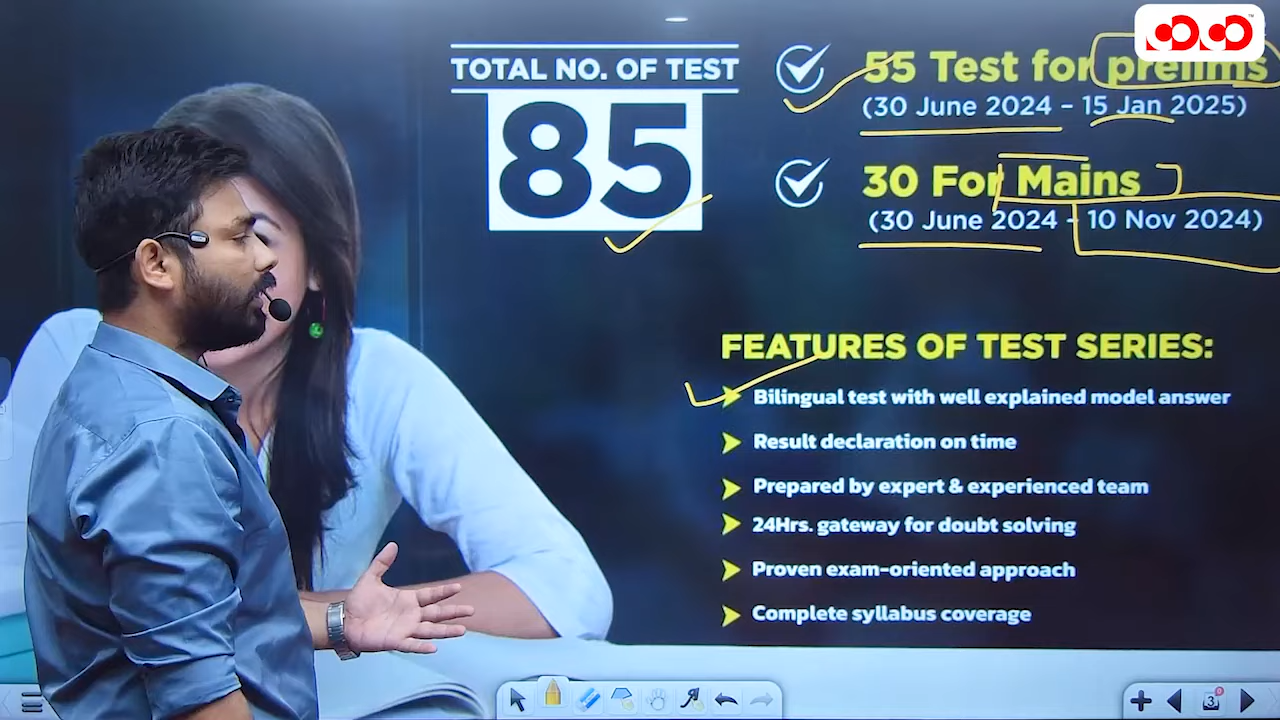 TOTAL NO. OF TEST
85
55 Test for prelims
(30 June 2024 - 15 Jan 2025)
30 For Mains
(30 June 2024 - 10 Nov 2024)
FEATURES OF TEST SERIES:
Bilingual test with well explained model answer
Result declaration on time
Prepared by expert & experienced team
24Hrs. gateway for doubt solving
Proven exam-oriented approach
Complete syllabus coverage
3